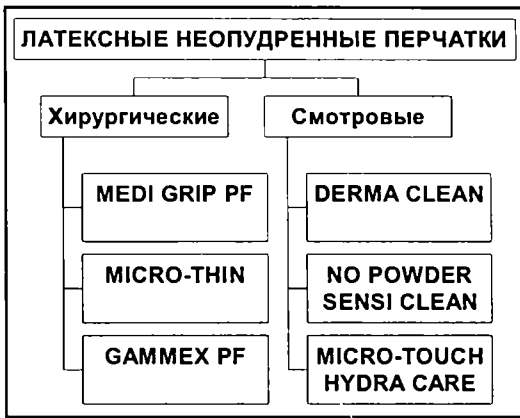 ЛАТЕКСНЫЕ НЕОПУДРЕННЫЕ ПЕРЧАТКИ
Хирургические
Смотровые
MEDI GRIP PF
DERMA CLEAN
MICRO-THIN
NO POWDER
SENSI CLEAN
GAMMEX PF
MICRO-TOUCH
HYDRA CARE